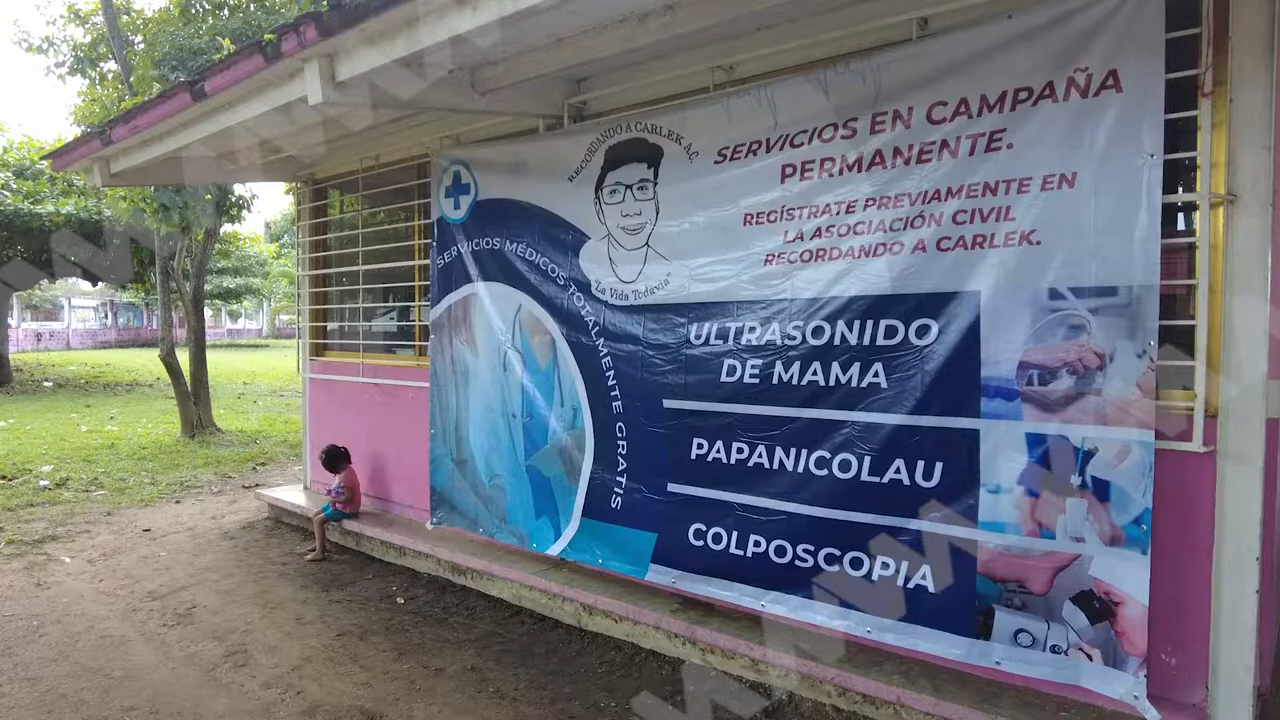 RECORDANDO A CARLEK A.C.
"La Vida Todavía"
SERVICIOS EN CAMPAÑA
PERMANENTE.
REGÍSTRATE PREVIAMENTE EN
LA ASOCIACIÓN CIVIL
RECORDANDO A CARLEK.
SERVICIOS MÉDICOS TOTALMENTE GRATIS
ULTRASONIDO
DE MAMA
PAPANICOLAU
COLPOSCOPIA